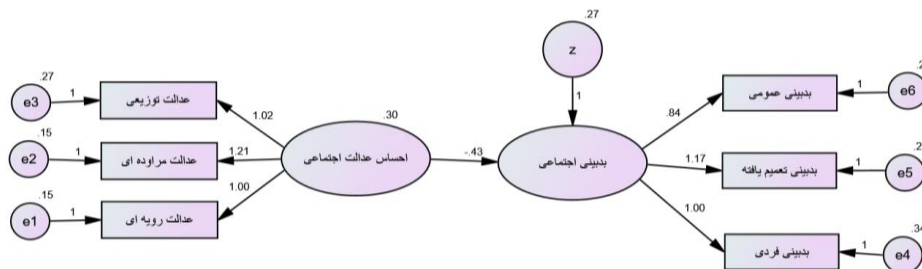 .27
z
1
.27
e3
1
عدالت توزیعی
1.02
.15
e2
1
عدالت مراوده ای
1.21
.15
e1
1
عدالت رویه ای
1.00
.30
احساس عدالت اجتماعی
-.43
بدبینی اجتماعی
.84
بدبینی عمومی
1
e6
1.17
بدبینی تعمیم یافته
1
e5
1.00
بدبینی فردی
1
.34
e4